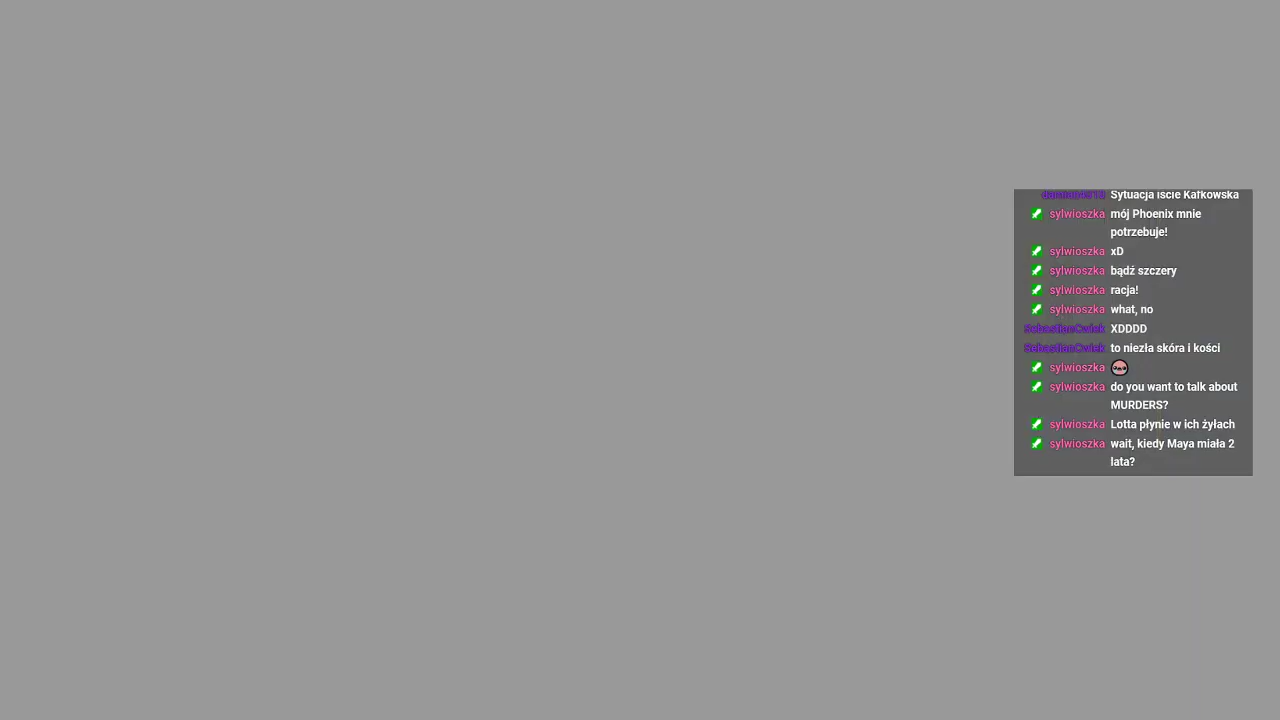 Sytuacja iście Kafkowska
sylwioszka mój Phoenix mnie
potrzebuje!
sylwioszka xD
sylwioszka bądź szczery
sylwioszka racja!
sylwioszka what, no
SebastianCwiek XDDDD
SebastianCwiek to niezła skóra i kości
sylwioszka
sylwioszka do you want to talk about
MURDERS?
sylwioszka Lotta płynie w ich żyłach
sylwioszka wait, kiedy Maya miała 2
lata?